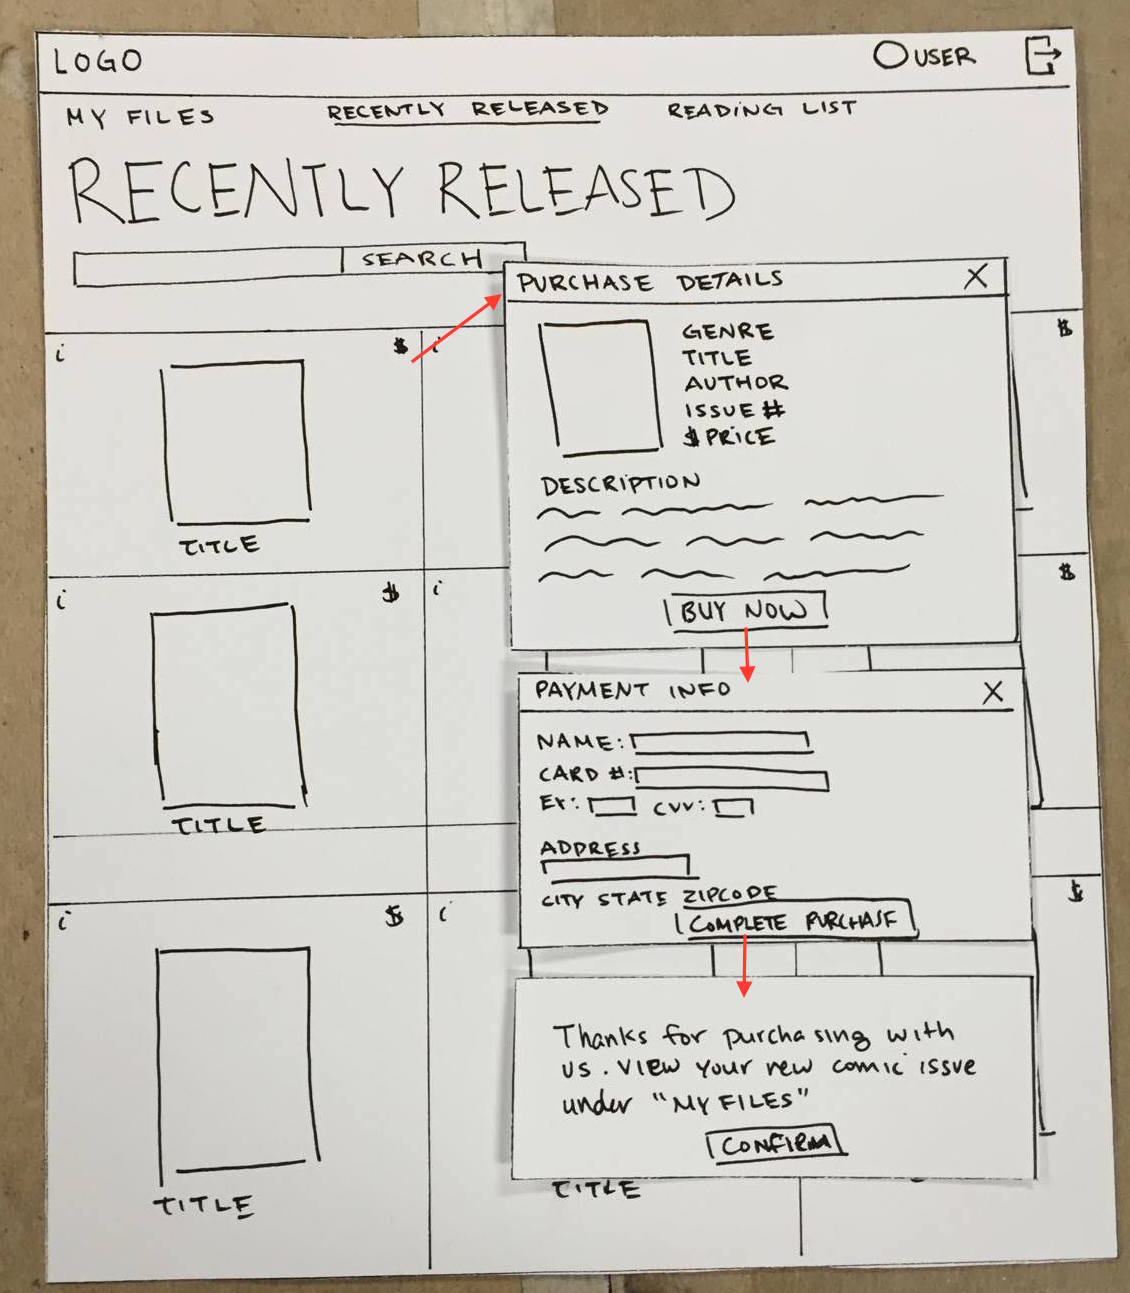 LOGO
USER
MY FILES RECENTLY RELEASED READING LIST
RECENTLY RELEASED
SEARCH
i $ i $
TITLE
i $ i $
TITLE
i $ i $
TITLE
TITLE
PURCHASE DETAILS X
GENRE
TITLE
AUTHOR
ISSUE #
$ PRICE
DESCRIPTION
BUY NOW
PAYMENT INFO X
NAME:
CARD #:
EX: CVV:
ADDRESS
CITY STATE ZIPCODE
COMPLETE PURCHASE
Thanks for purchasing with
us. VIEW your new comic issue
under "MY FILES"
CONFIRM